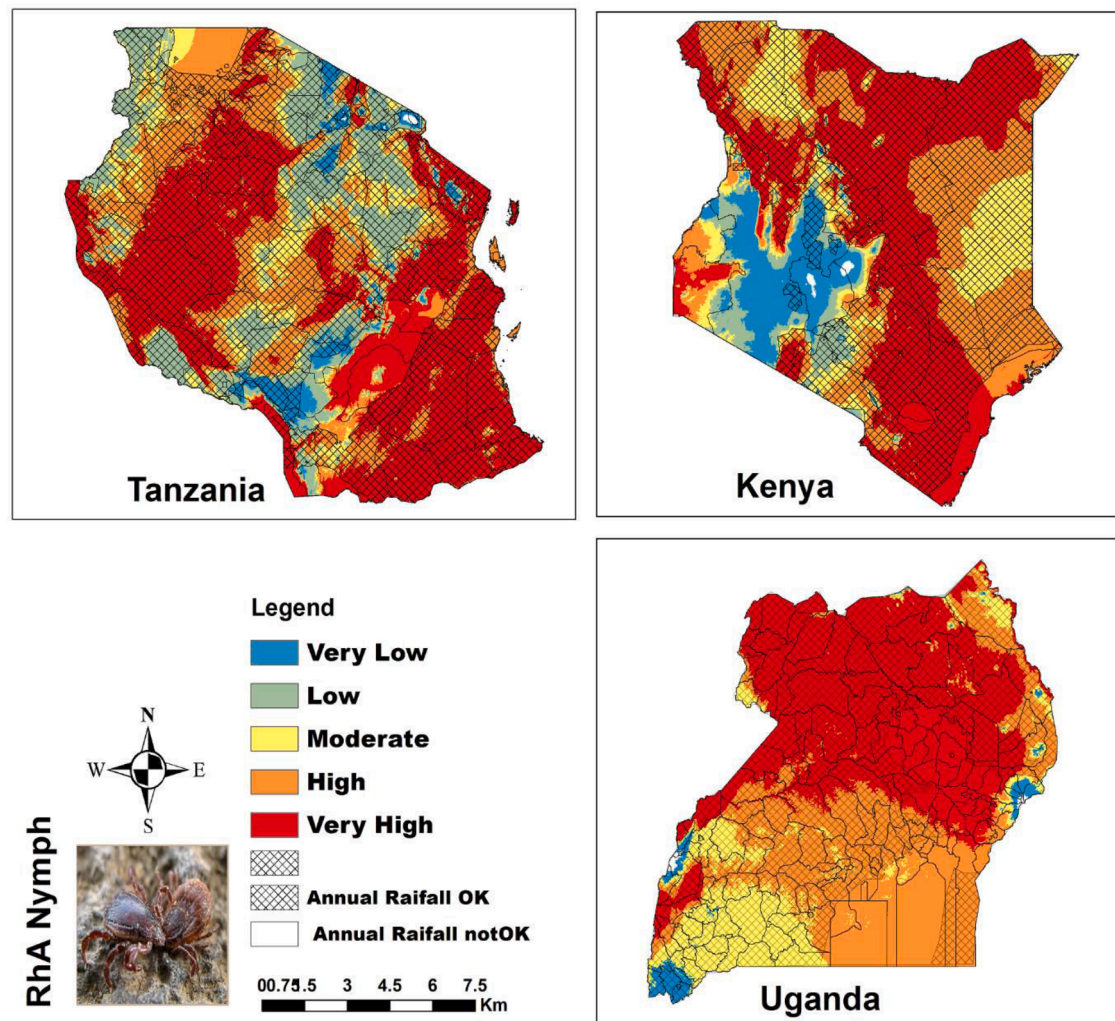 Tanzania
Kenya
Legend
Very Low
Low
Moderate
High
Very High
Annual Raifall OK
Annual Raifall notOK
N
W E
S
RhA Nymph
00.751.5 3 4.5 6 7.5
Km
Uganda